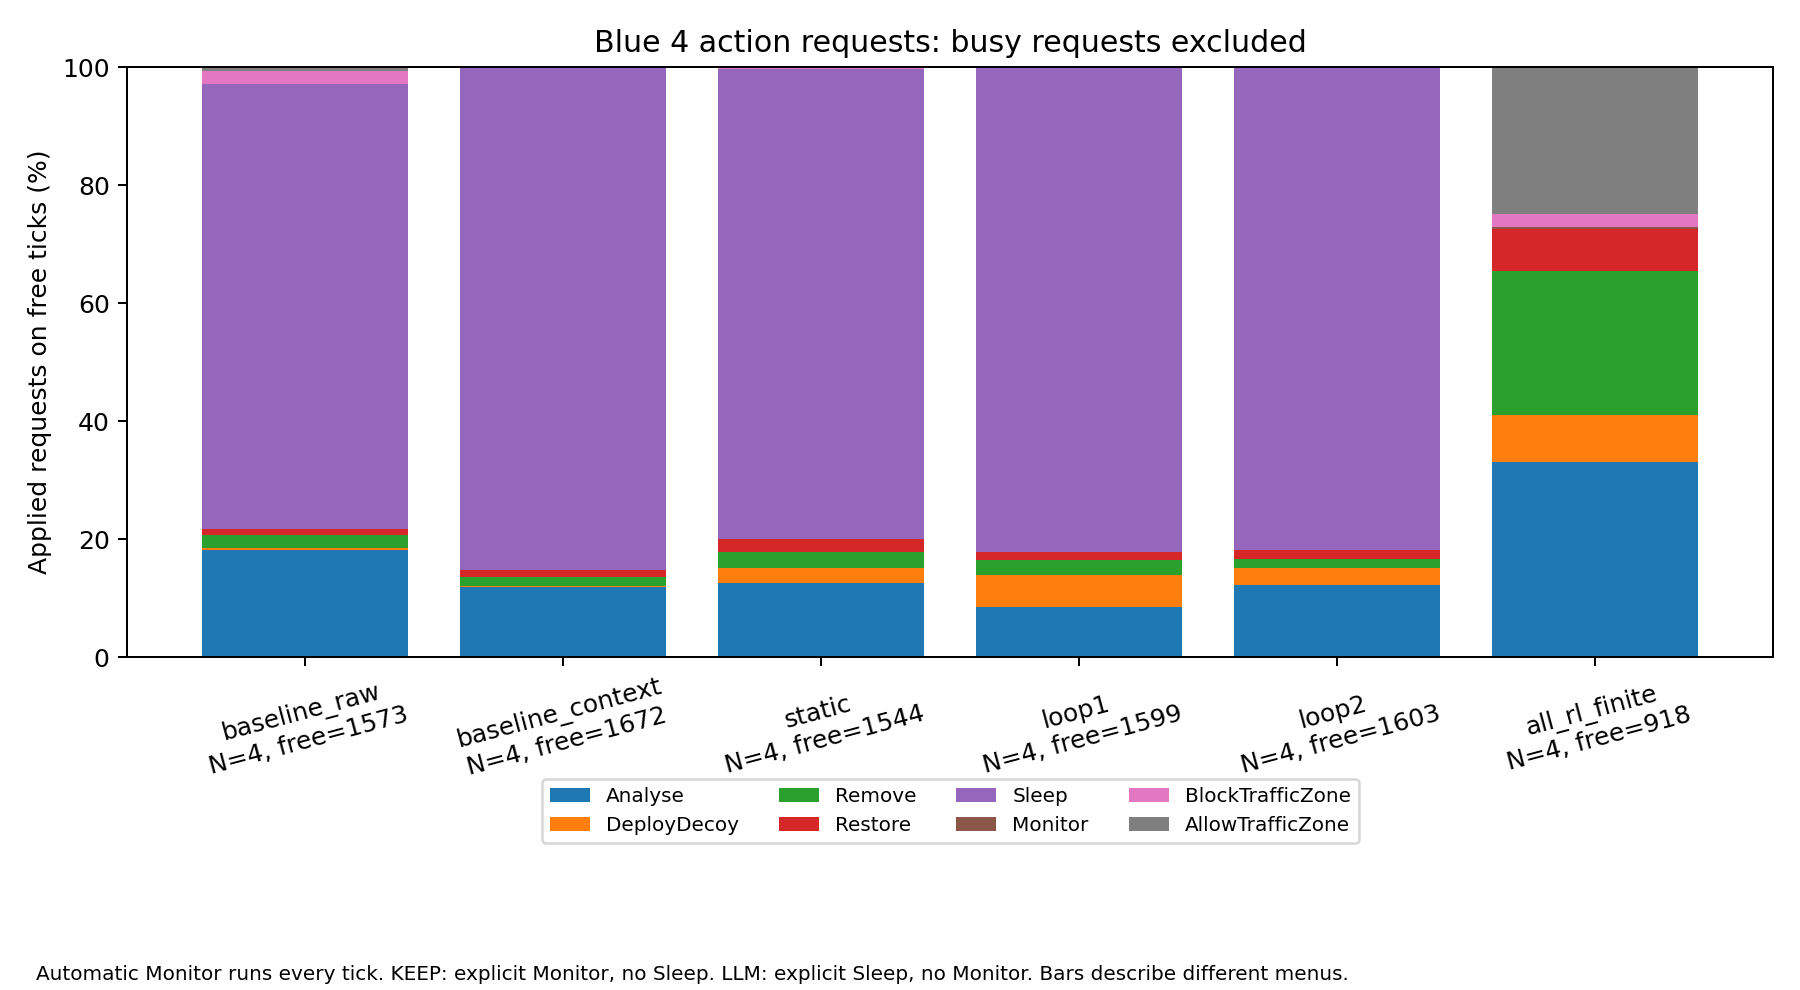 Blue 4 action requests: busy requests excluded
Applied requests on free ticks (%)
100
80
60
40
20
0
baseline_raw
N=4, free=1573
baseline_context
N=4, free=1672
static
N=4, free=1544
loop1
N=4, free=1599
loop2
N=4, free=1603
all_rl_finite
N=4, free=918
Analyse Remove Sleep BlockTrafficZone
DeployDecoy Restore Monitor AllowTrafficZone
Automatic Monitor runs every tick. KEEP: explicit Monitor, no Sleep. LLM: explicit Sleep, no Monitor. Bars describe different menus.